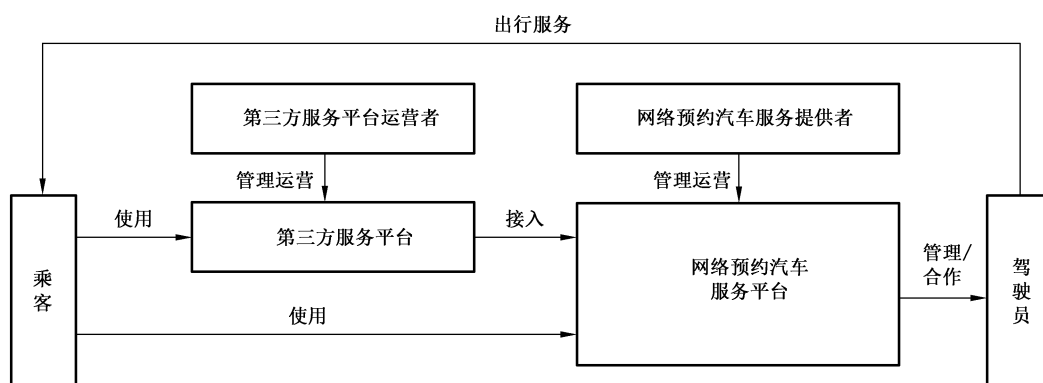 出行服务
第三方服务平台运营者
网络预约汽车服务提供者
管理运营
管理运营
使用
第三方服务平台
接入
乘客
网络预约汽车
服务平台
管理/
合作
驾驶员
使用